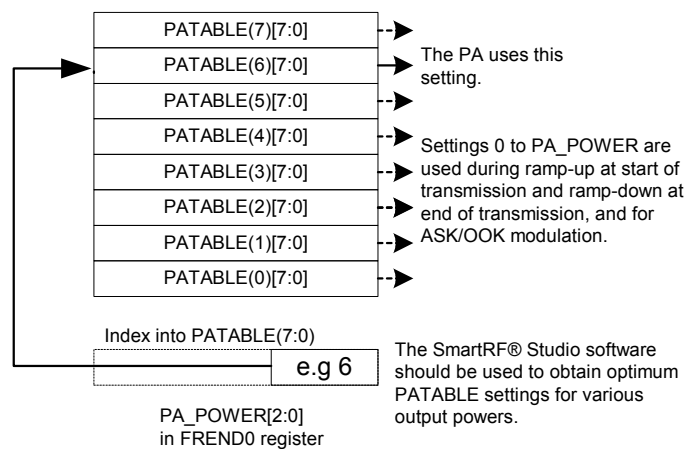 PATABLE(7)[7:0]
PATABLE(6)[7:0]
PATABLE(5)[7:0]
PATABLE(4)[7:0]
PATABLE(3)[7:0]
PATABLE(2)[7:0]
PATABLE(1)[7:0]
PATABLE(0)[7:0]
The PA uses this
setting.
Settings 0 to PA_POWER are
used during ramp-up at start of
transmission and ramp-down at
end of transmission, and for
ASK/OOK modulation.
Index into PATABLE(7:0)
e.g 6
PA_POWER[2:0]
in FREND0 register
The SmartRF® Studio software
should be used to obtain optimum
PATABLE settings for various
output powers.